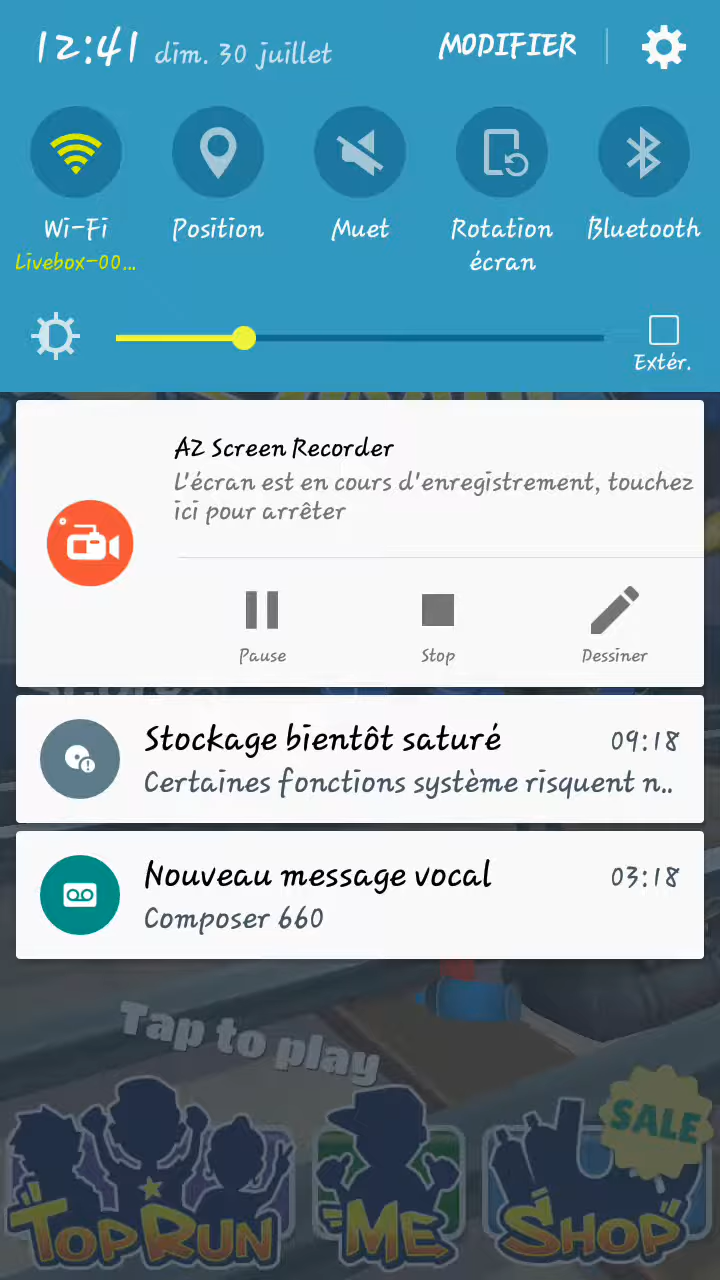 12:41 dim. 30 juillet MODIFIER
Wi-Fi Position Muet Rotation écran Bluetooth
Livebox-00...
Extér.
AZ Screen Recorder
L'écran est en cours d'enregistrement, touchez
ici pour arrêter
Pause Stop Dessiner
Stockage bientôt saturé 09:18
Certaines fonctions système risquent n..
Nouveau message vocal 03:18
Composer 660
Tap to play
SALE
TOP RUN ME SHOP